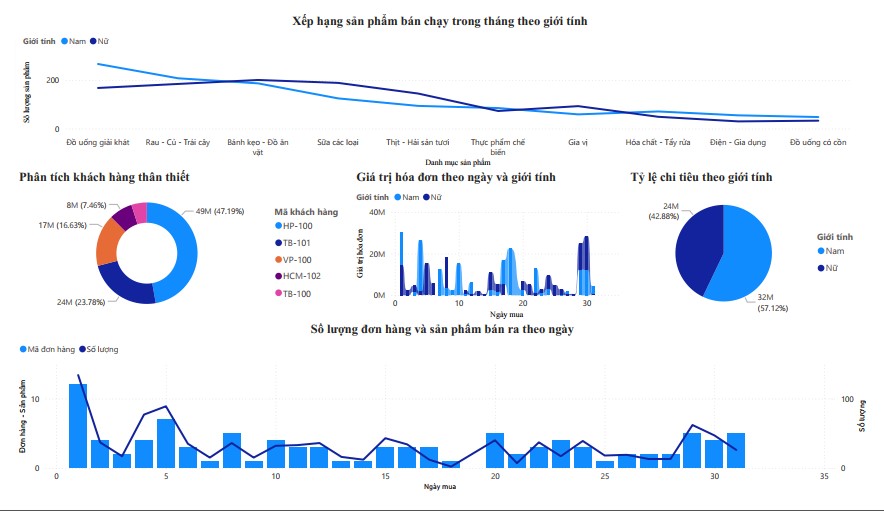 Xếp hạng sản phẩm bán chạy trong tháng theo giới tính
Giới tính Nam Nữ
Số lượng sản phẩm
200
0
Đồ uống giải khát
Rau - Củ - Trái cây
Bánh kẹo - Đồ ăn vặt
Sữa các loại
Thịt - Hải sản tươi
Thực phẩm chế biến
Gia vị
Hóa chất - Tẩy rửa
Điện - Gia dụng
Đồ uống có cồn
Danh mục sản phẩm
Phân tích khách hàng thân thiết
8M (7.46%)
17M (16.63%)
49M (47.19%)
24M (23.78%)
Mã khách hàng
HP-100
TB-101
VP-100
HCM-102
TB-100
Giá trị hóa đơn theo ngày và giới tính
Giới tính Nam Nữ
Giá trị hóa đơn
40M
20M
0M
0 10 20 30
Ngày mua
Tỷ lệ chi tiêu theo giới tính
24M
(42.88%)
32M
(57.12%)
Giới tính
Nam
Nữ
Số lượng đơn hàng và sản phẩm bán ra theo ngày
Mã đơn hàng Số lượng
Đơn hàng - Sản phẩm
10
0
100
0
Số lượng
0 5 10 15 20 25 30 35
Ngày mua